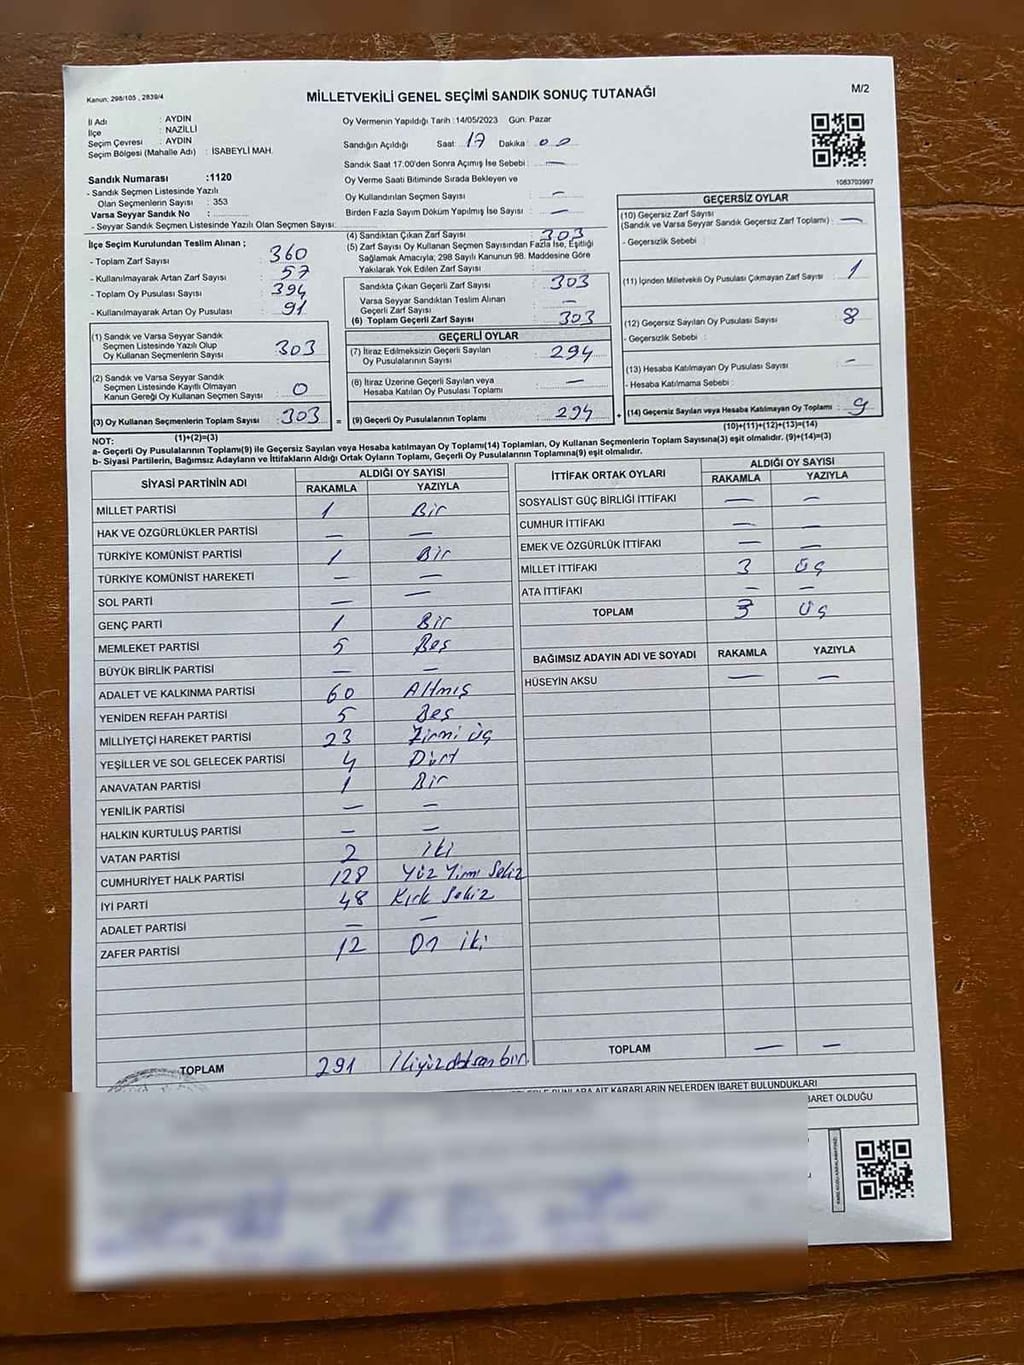 Kanun: 298/105 , 2839/4
MİLLETVEKİLİ GENEL SEÇİMİ SANDIK SONUÇ TUTANAĞI
M/2
İl Adı : AYDIN
İlçe : NAZİLLİ
Seçim Çevresi : AYDIN
Seçim Bölgesi (Mahalle Adı) : İSABEYLİ MAH.
Sandık Numarası :1120
- Sandık Seçmen Listesinde Yazılı
Olan Seçmenlerin Sayısı : 353
Varsa Seyyar Sandık No :
- Seyyar Sandık Seçmen Listesinde Yazılı Olan Seçmen Sayısı:
Oy Vermenin Yapıldığı Tarih :14/05/2023 Gün: Pazar
Sandığın Açıldığı Saat: 17 Dakika: 00
Sandık Saat 17.00'den Sonra Açılmış İse Sebebi : —
Oy Verme Saati Bitiminde Sırada Bekleyen ve
Oy Kullandırılan Seçmen Sayısı : —
Birden Fazla Sayım Döküm Yapılmış İse Sayısı : —
1083703997
İlçe Seçim Kurulundan Teslim Alınan ;
- Toplam Zarf Sayısı : 360
- Kullanılmayarak Artan Zarf Sayısı : 57
- Toplam Oy Pusulası Sayısı : 394
- Kullanılmayarak Artan Oy Pusulası : 91
(1) Sandık ve Varsa Seyyar Sandık
Seçmen Listesinde Yazılı Olup
Oy Kullanan Seçmenlerin Sayısı : 303
(2) Sandık ve Varsa Seyyar Sandık
Seçmen Listesinde Kayıtlı Olmayan
Kanun Gereği Oy Kullanan Seçmen Sayısı : 0
(3) Oy Kullanan Seçmenlerin Toplam Sayısı : 303
(1)+(2)=(3)
(4) Sandıktan Çıkan Zarf Sayısı : 303
(5) Zarf Sayısı Oy Kullanan Seçmen Sayısından Fazla İse, Eşitliği
Sağlamak Amacıyla; 298 Sayılı Kanunun 98. Maddesine Göre
Yakılarak Yok Edilen Zarf Sayısı :
Sandıkta Çıkan Geçerli Zarf Sayısı : 303
Varsa Seyyar Sandıktan Teslim Alınan
Geçerli Zarf Sayısı : —
(6) Toplam Geçerli Zarf Sayısı : 303
GEÇERLİ OYLAR
(7) İtiraz Edilmeksizin Geçerli Sayılan
Oy Pusulalarının Sayısı : 294
(8) İtiraz Üzerine Geçerli Sayılan veya
Hesaba Katılan Oy Pusulası Toplamı : —
= (9) Geçerli Oy Pusulalarının Toplamı : 294
GEÇERSİZ OYLAR
(10) Geçersiz Zarf Sayısı
(Sandık ve Varsa Seyyar Sandık Geçersiz Zarf Toplamı) : —
- Geçersizlik Sebebi :
(11) İçinden Milletvekili Oy Pusulası Çıkmayan Zarf Sayısı : 1
(12) Geçersiz Sayılan Oy Pusulası Sayısı : 8
- Geçersizlik Sebebi :
(13) Hesaba Katılmayan Oy Pusulası Sayısı : —
- Hesaba Katılmama Sebebi :
+ (14) Geçersiz Sayılan veya Hesaba Katılmayan Oy Toplamı : 9
(10)+(11)+(12)+(13)=(14)
NOT:
a- Geçerli Oy Pusulalarının Toplamı(9) ile Geçersiz Sayılan veya Hesaba katılmayan Oy Toplamı(14) Toplamları, Oy Kullanan Seçmenlerin Toplam Sayısına(3) eşit olmalıdır. (9)+(14)=(3)
b- Siyasi Partilerin, Bağımsız Adayların ve İttifakların Aldığı Ortak Oyların Toplamı, Geçerli Oy Pusulalarının Toplamına(9) eşit olmalıdır.
SİYASİ PARTİNİN ADI ALDIĞI OY SAYISI
RAKAMLA YAZIYLA
MİLLET PARTİSİ 1 Bir
HAK VE ÖZGÜRLÜKLER PARTİSİ — —
TÜRKİYE KOMÜNİST PARTİSİ 1 Bir
TÜRKİYE KOMÜNİST HAREKETİ — —
SOL PARTİ — —
GENÇ PARTİ 1 Bir
MEMLEKET PARTİSİ 5 Beş
BÜYÜK BİRLİK PARTİSİ — —
ADALET VE KALKINMA PARTİSİ 60 Altmış
YENİDEN REFAH PARTİSİ 5 Beş
MİLLİYETÇİ HAREKET PARTİSİ 23 Yirmi üç
YEŞİLLER VE SOL GELECEK PARTİSİ 4 Dört
ANAVATAN PARTİSİ 1 Bir
YENİLİK PARTİSİ — —
HALKIN KURTULUŞ PARTİSİ — —
VATAN PARTİSİ 2 iki
CUMHURİYET HALK PARTİSİ 128 Yüz Yirmi Sekiz
İYİ PARTİ 48 Kırk Sekiz
ADALET PARTİSİ — —
ZAFER PARTİSİ 12 On iki
TOPLAM 291 İkiyüzdoksanbir
İTTİFAK ORTAK OYLARI ALDIĞI OY SAYISI
RAKAMLA YAZIYLA
SOSYALİST GÜÇ BİRLİĞİ İTTİFAKI — —
CUMHUR İTTİFAKI — —
EMEK VE ÖZGÜRLÜK İTTİFAKI — —
MİLLET İTTİFAKI 3 üç
ATA İTTİFAKI — —
TOPLAM 3 üç
BAĞIMSIZ ADAYIN ADI VE SOYADI RAKAMLA YAZIYLA
HÜSEYİN AKSU — —
TOPLAM — —
BUNLARA AİT KARARLARIN NELERDEN İBARET BULUNDUKLARI
İBARET OLDUĞU